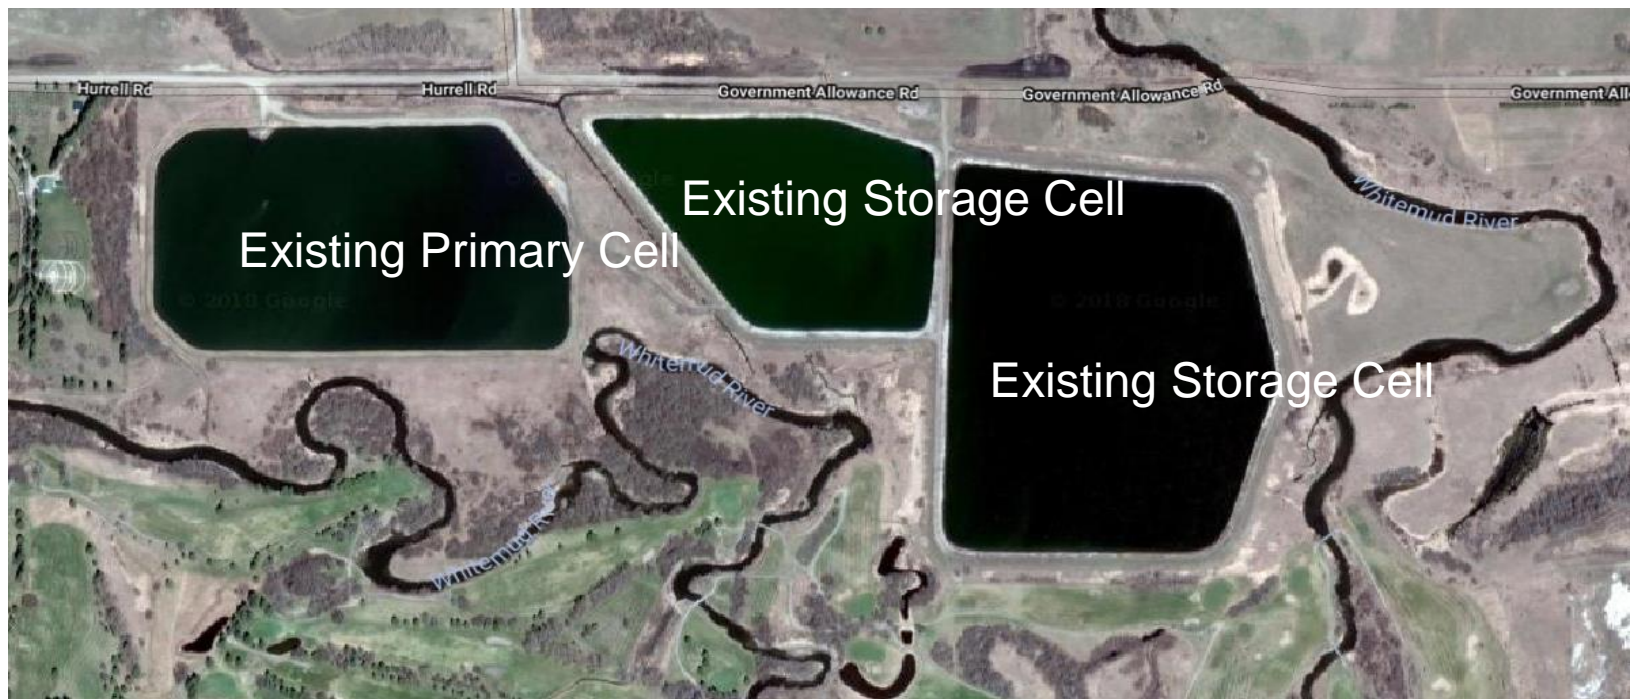 Hurrell Rd
Hurrell Rd
Government Allowance Rd
Government Allowance Rd
Government All
Existing Storage Cell
Whitemud River
Existing Primary Cell
© 2018 Google
© 2018 Google
Whitemud River
Existing Storage Cell
Whitemud River